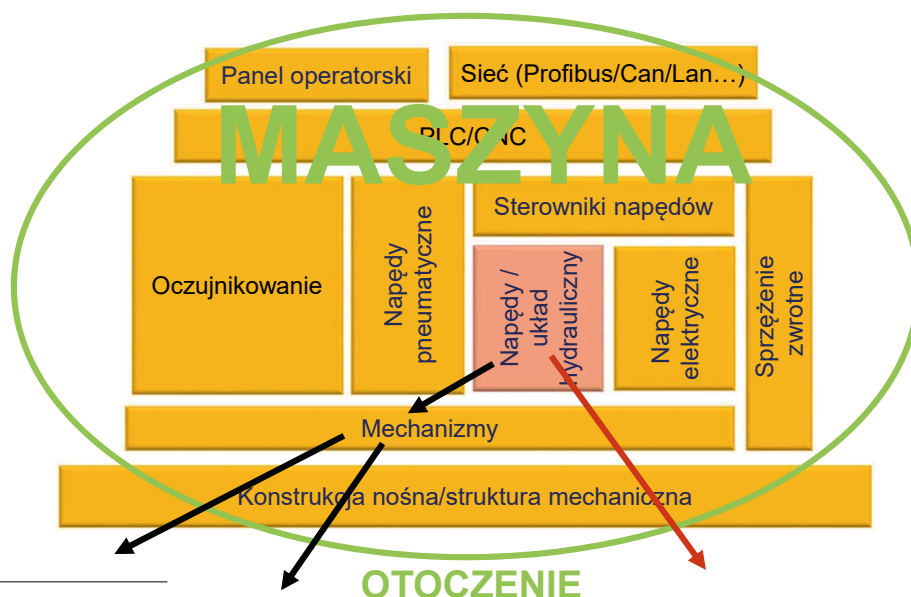 Panel operatorski
Sieć (Profibus/Can/Lan…)
MASZYNA
PLC/CNC
Oczujnikowanie
Napędy
pneumatyczne
Sterowniki napędów
Napędy /
układ
hydrauliczny
Napędy
elektryczne
Sprzężenie
zwrotne
Mechanizmy
Konstrukcja nośna/struktura mechaniczna
OTOCZENIE